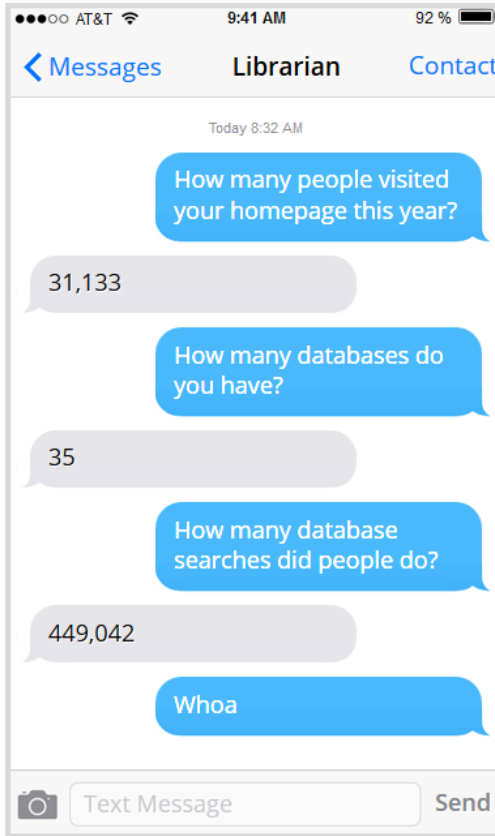 ●●●○○ AT&T 9:41 AM 92 %
Messages Librarian Contact
Today 8:32 AM
How many people visited
your homepage this year?
31,133
How many databases do
you have?
35
How many database
searches did people do?
449,042
Whoa
Text Message Send